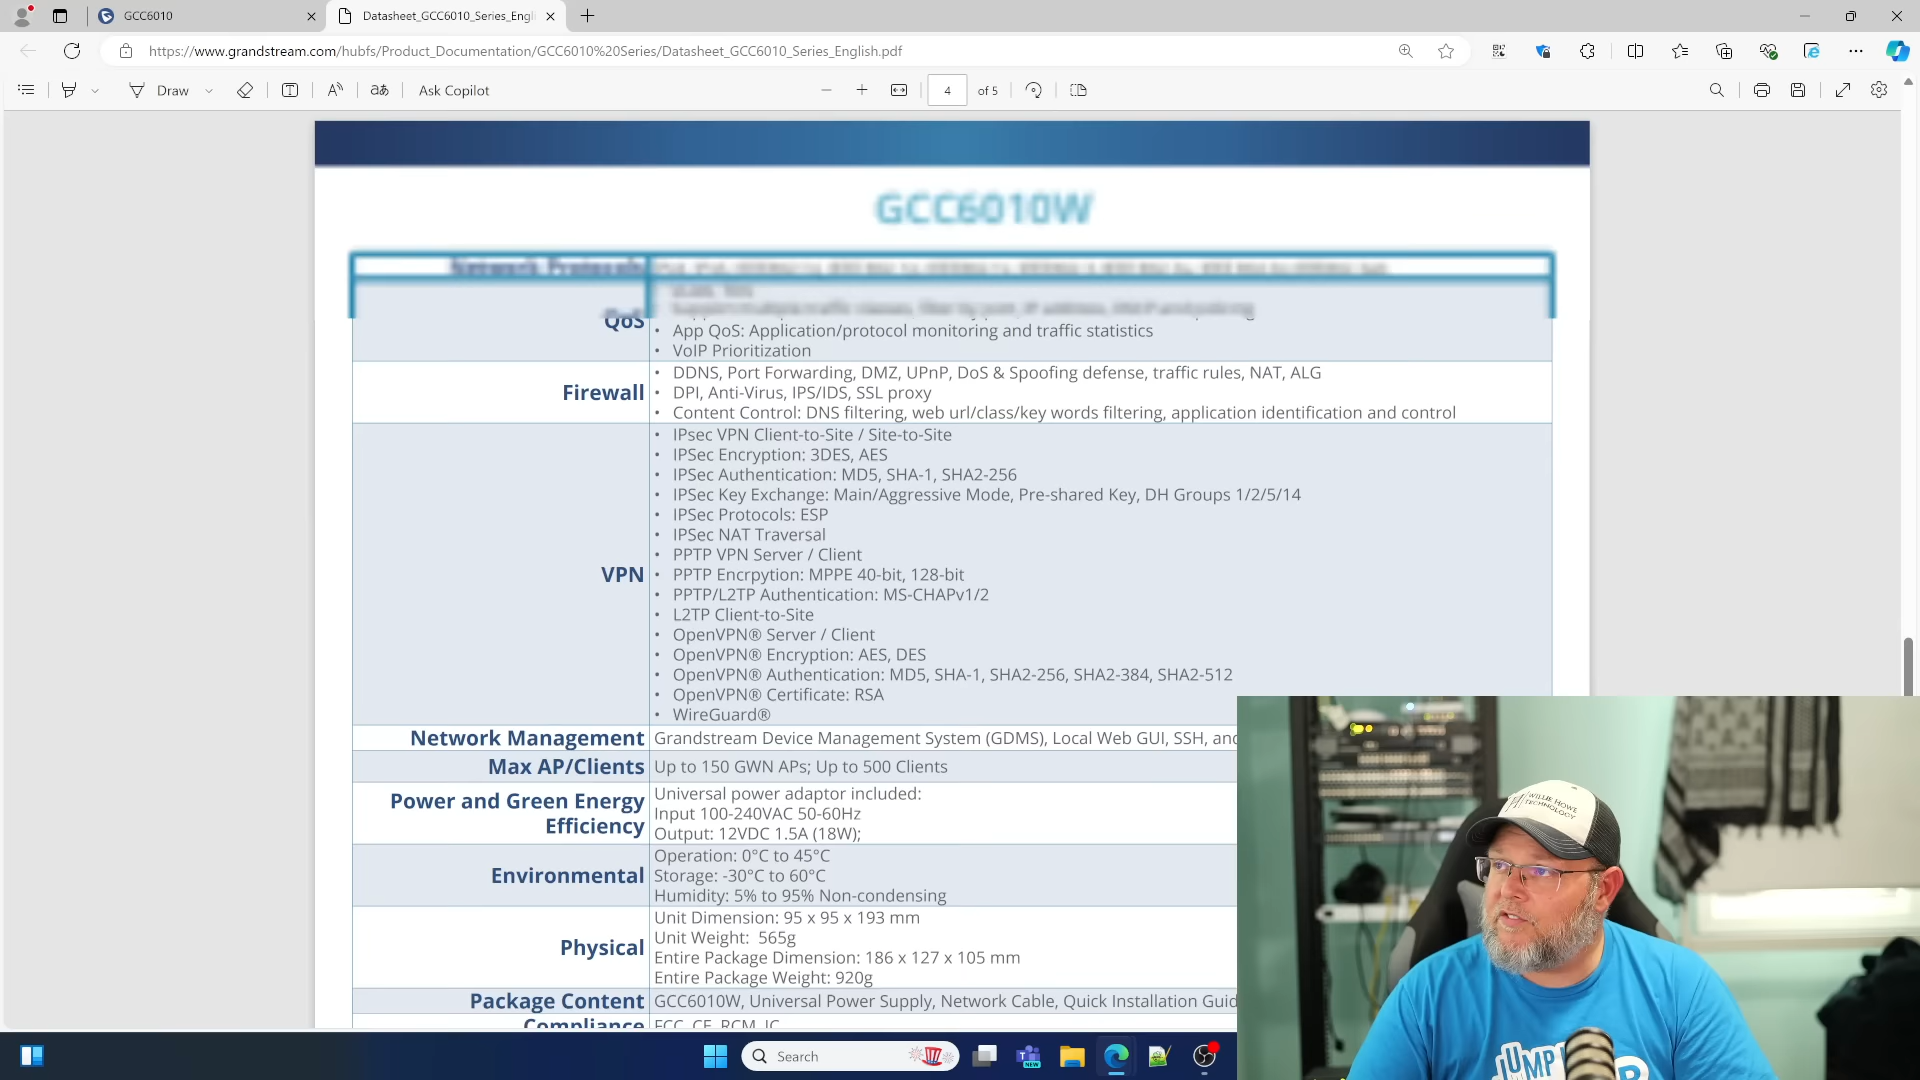 GCC6010
Datasheet_GCC6010_Series_Engli
https://www.grandstream.com/hubfs/Product_Documentation/GCC6010%20Series/Datasheet_GCC6010_Series_English.pdf
Draw
Ask Copilot
4 of 5
GCC6010W
Network Protocols
QoS
• App QoS: Application/protocol monitoring and traffic statistics
• VoIP Prioritization
Firewall
• DDNS, Port Forwarding, DMZ, UPnP, DoS & Spoofing defense, traffic rules, NAT, ALG
• DPI, Anti-Virus, IPS/IDS, SSL proxy
• Content Control: DNS filtering, web url/class/key words filtering, application identification and control
VPN
• IPsec VPN Client-to-Site / Site-to-Site
• IPSec Encryption: 3DES, AES
• IPSec Authentication: MD5, SHA-1, SHA2-256
• IPSec Key Exchange: Main/Aggressive Mode, Pre-shared Key, DH Groups 1/2/5/14
• IPSec Protocols: ESP
• IPSec NAT Traversal
• PPTP VPN Server / Client
• PPTP Encrpytion: MPPE 40-bit, 128-bit
• PPTP/L2TP Authentication: MS-CHAPv1/2
• L2TP Client-to-Site
• OpenVPN® Server / Client
• OpenVPN® Encryption: AES, DES
• OpenVPN® Authentication: MD5, SHA-1, SHA2-256, SHA2-384, SHA2-512
• OpenVPN® Certificate: RSA
• WireGuard®
Network Management
Grandstream Device Management System (GDMS), Local Web GUI, SSH, and
Max AP/Clients
Up to 150 GWN APs; Up to 500 Clients
Power and Green Energy
Efficiency
Universal power adaptor included:
Input 100-240VAC 50-60Hz
Output: 12VDC 1.5A (18W);
Environmental
Operation: 0°C to 45°C
Storage: -30°C to 60°C
Humidity: 5% to 95% Non-condensing
Physical
Unit Dimension: 95 x 95 x 193 mm
Unit Weight: 565g
Entire Package Dimension: 186 x 127 x 105 mm
Entire Package Weight: 920g
Package Content
GCC6010W, Universal Power Supply, Network Cable, Quick Installation Guid
Compliance
FCC, CE, RCM, IC
WILLIE HOWE
TECHNOLOGY
Search
NEW